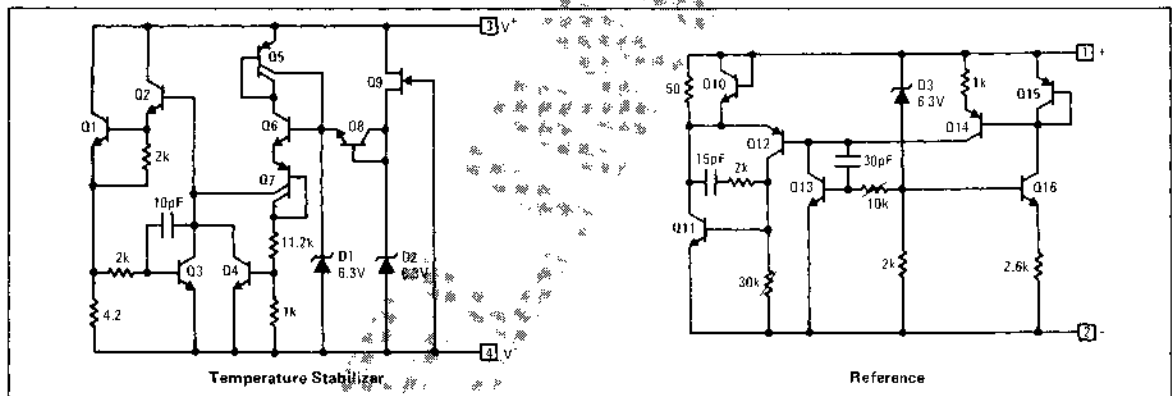 3 V+
Q5
Q9
Q2
Q1
Q6
Q8
2k
Q7
10pF
11.2k
D1
6.3V
D2
6.3V
2k
Q3
Q4
4.2
1k
4 V
Temperature Stabilizer
1 +
50
Q10
D3
6.3V
1k
Q15
Q14
Q12
15pF
2k
30pF
Q13
10k
Q16
Q11
30k
2k
2.6k
2 -
Reference